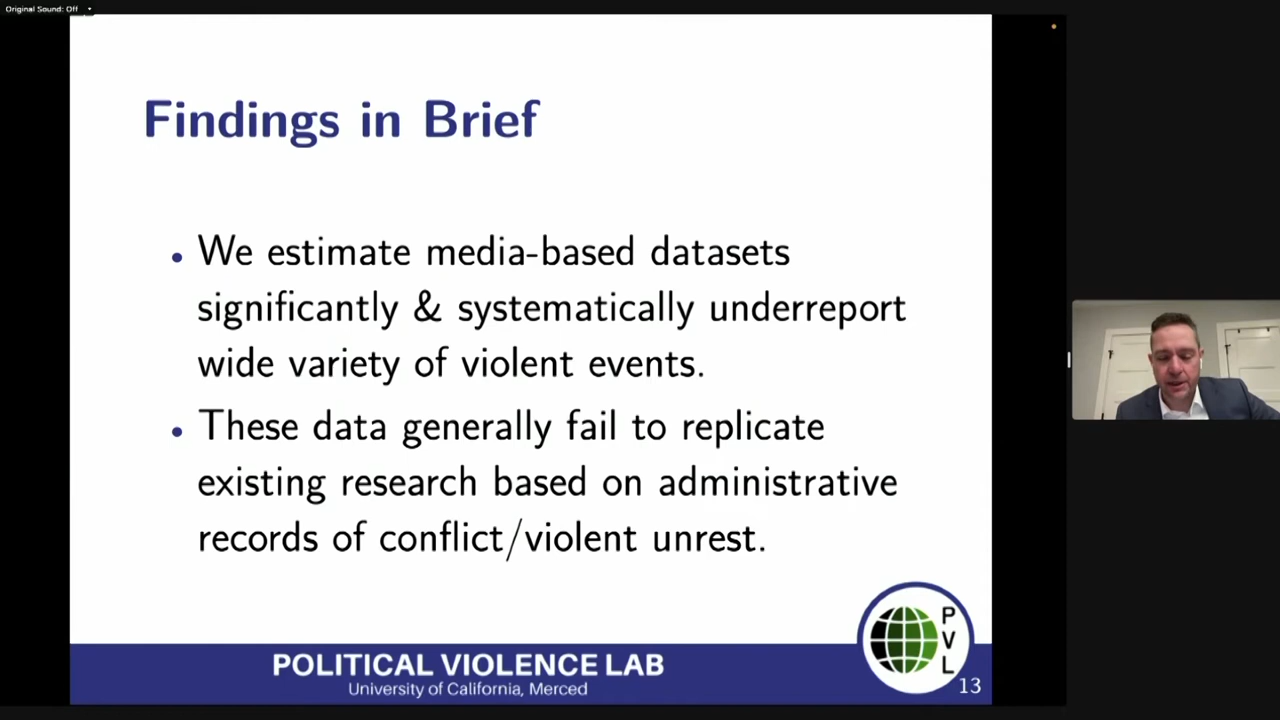 Original Sound: Off
Findings in Brief
• We estimate media-based datasets
significantly & systematically underreport
wide variety of violent events.
• These data generally fail to replicate
existing research based on administrative
records of conflict/violent unrest.
POLITICAL VIOLENCE LAB
University of California, Merced
PVL
13